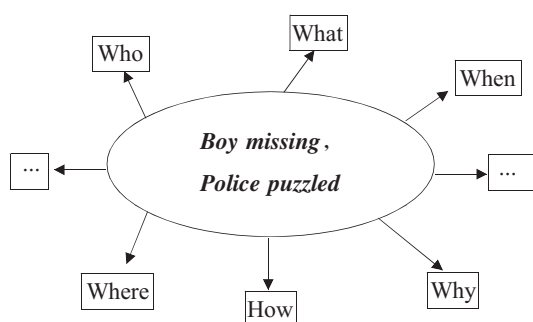 What
Who
When
Boy missing,
Police puzzled
...
...
Where
How
Why